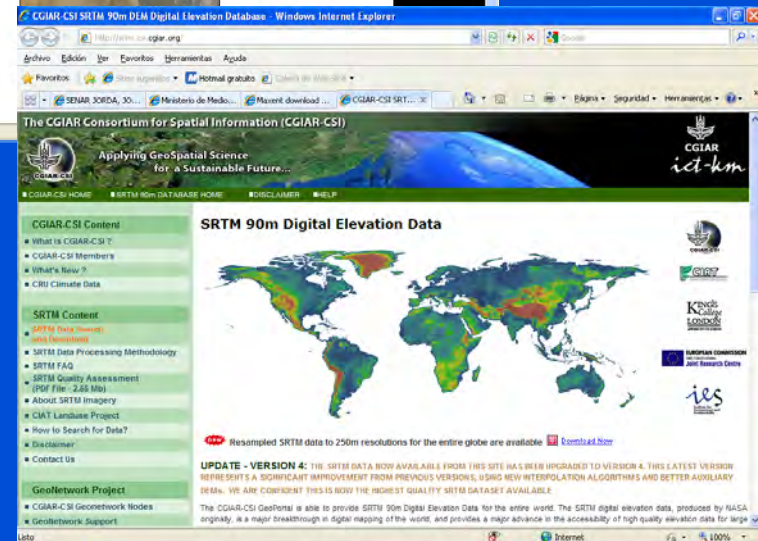 CGIAR-CSI SRTM 90m DEM Digital Elevation Database - Windows Internet Explorer
cgiar.org/
Archivo Edición Ver Favoritos Herramientas Ayuda
Favoritos Hotmail gratuito
SENAR JORDA, JO... Ministerio de Medio... Maxent download ... CGIAR-CSI SRT... Página Seguridad Herramientas
The CGIAR Consortium for Spatial Information (CGIAR-CSI)
Applying GeoSpatial Science
for a Sustainable Future...
CGIAR-CSI
CGIAR
ict-km
CGIAR-CSI HOME SRTM 90m DATABASE HOME DISCLAIMER HELP
CGIAR-CSI Content
What is CGIAR-CSI ?
CGIAR-CSI Members
What's New ?
CRU Climate Data
SRTM Content
SRTM Data Search
and Download
SRTM Data Processing Methodology
SRTM FAQ
SRTM Quality Assessment
(PDF File - 2.65 Mb)
About SRTM Imagery
CIAT Landuse Project
How to Search for Data?
Disclaimer
Contact Us
GeoNetwork Project
CGIAR-CSI Geonetwork Nodes
GeoNetwork Support
SRTM 90m Digital Elevation Data
CIAT
KING'S
College
LONDON
EUROPEAN COMMISSION
Joint Research Centre
ies
new Resampled SRTM data to 250m resolutions for the entire globe are available Download Now
UPDATE - VERSION 4: THE SRTM DATA NOW AVAILABLE FROM THIS SITE HAS BEEN UPGRADED TO VERSION 4. THIS LATEST VERSION
REPRESENTS A SIGNIFICANT IMPROVEMENT FROM PREVIOUS VERSIONS, USING NEW INTERPOLATION ALGORITHMS AND BETTER AUXILIARY
DEMs. WE ARE CONFIDENT THIS IS NOW THE HIGHEST QUALITY SRTM DATASET AVAILABLE
The CGIAR-CSI GeoPortal is able to provide SRTM 90m Digital Elevation Data for the entire world. The SRTM digital elevation data, produced by NASA
originally, is a major breakthrough in digital mapping of the world, and provides a major advance in the accessibility of high quality elevation data for large
Listo Internet 100%